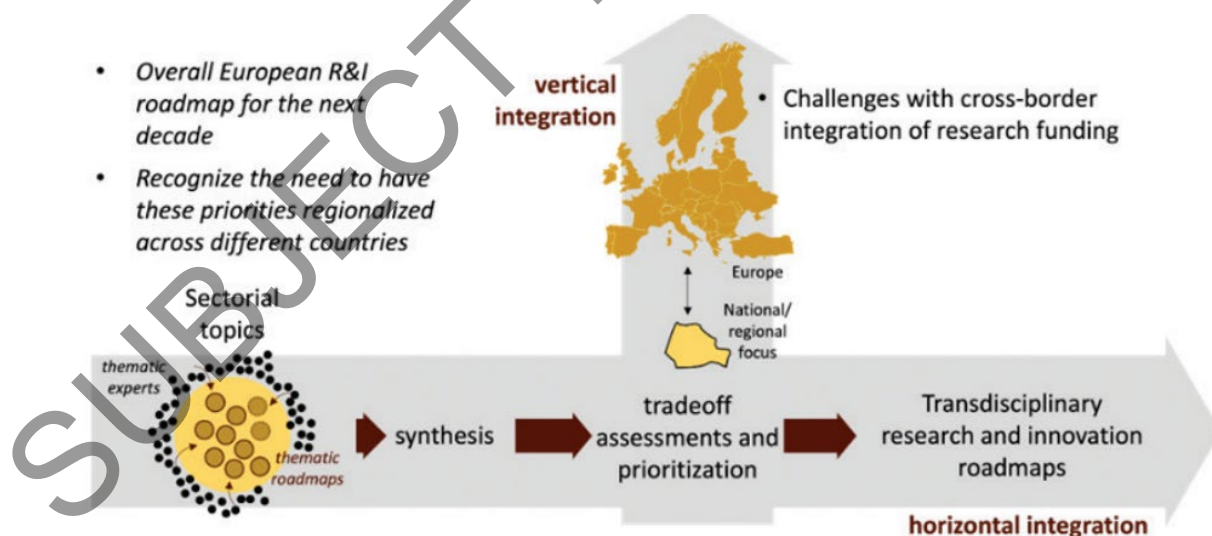 • Overall European R&I
roadmap for the next
decade
• Recognize the need to have
these priorities regionalized
across different countries
vertical
integration
• Challenges with cross-border
integration of research funding
Europe
National/
regional
focus
Sectorial
topics
thematic
experts
thematic
roadmaps
synthesis
tradeoff
assessments and
prioritization
Transdisciplinary
research and innovation
roadmaps
horizontal integration
SUBJECT